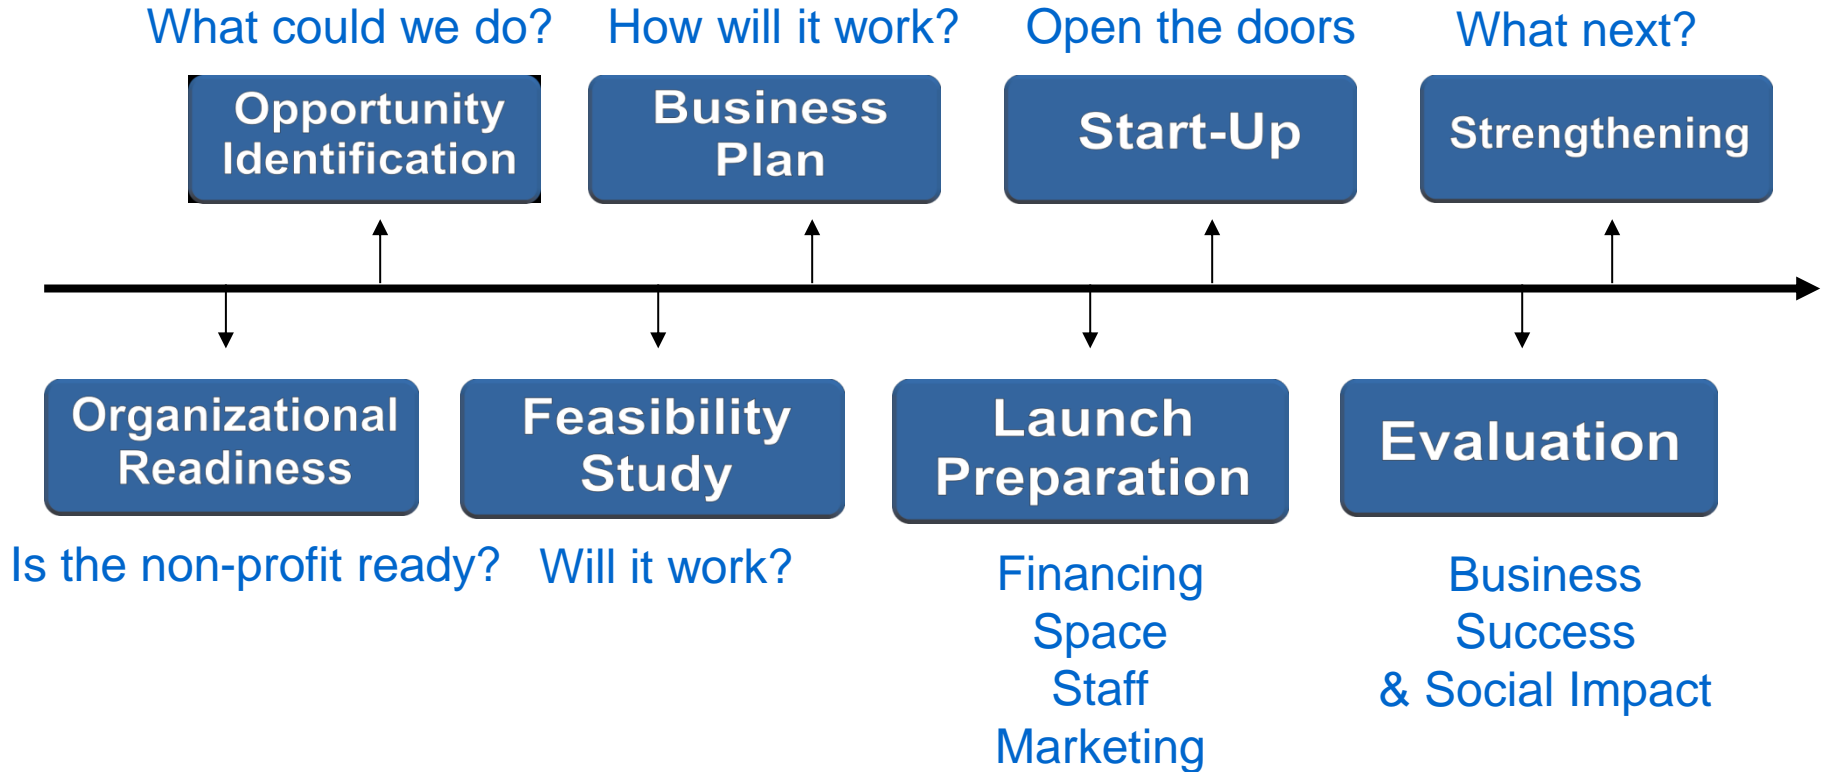 What could we do?
How will it work?
Open the doors
What next?
Opportunity
Identification
Business
Plan
Start-Up
Strengthening
Organizational
Readiness
Feasibility
Study
Launch
Preparation
Evaluation
Is the non-profit ready?
Will it work?
Financing
Space
Staff
Marketing
Business
Success
& Social Impact